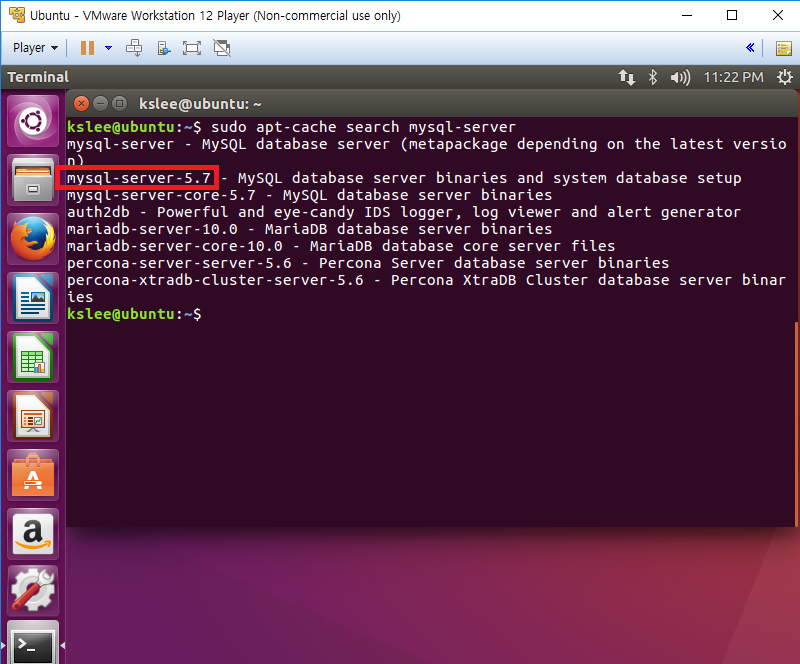 Ubuntu - VMware Workstation 12 Player (Non-commercial use only)
Player
Terminal
11:22 PM
kslee@ubuntu: ~
kslee@ubuntu:~$ sudo apt-cache search mysql-server
mysql-server - MySQL database server (metapackage depending on the latest versio
n)
mysql-server-5.7 - MySQL database server binaries and system database setup
mysql-server-core-5.7 - MySQL database server binaries
auth2db - Powerful and eye-candy IDS logger, log viewer and alert generator
mariadb-server-10.0 - MariaDB database server binaries
mariadb-server-core-10.0 - MariaDB database core server files
percona-server-server-5.6 - Percona Server database server binaries
percona-xtradb-cluster-server-5.6 - Percona XtraDB Cluster database server binar
ies
kslee@ubuntu:~$